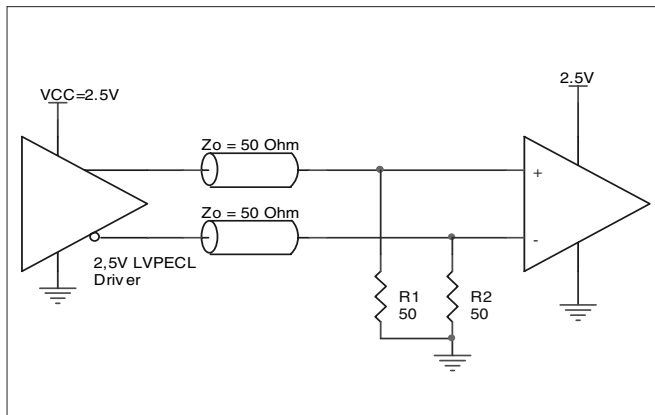 VCC=2.5V
2.5V
Zo = 50 Ohm
+
Zo = 50 Ohm
-
2,5V LVPECL
Driver
R1
50
R2
50